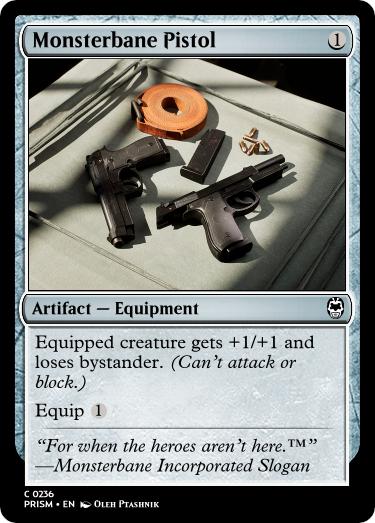 Monsterbane Pistol 1
Artifact — Equipment
Equipped creature gets +1/+1 and
loses bystander. (Can't attack or
block.)
Equip 1
"For when the heroes aren't here.™"
—Monsterbane Incorporated Slogan
C 0236
PRISM • EN Oleh Ptashnik